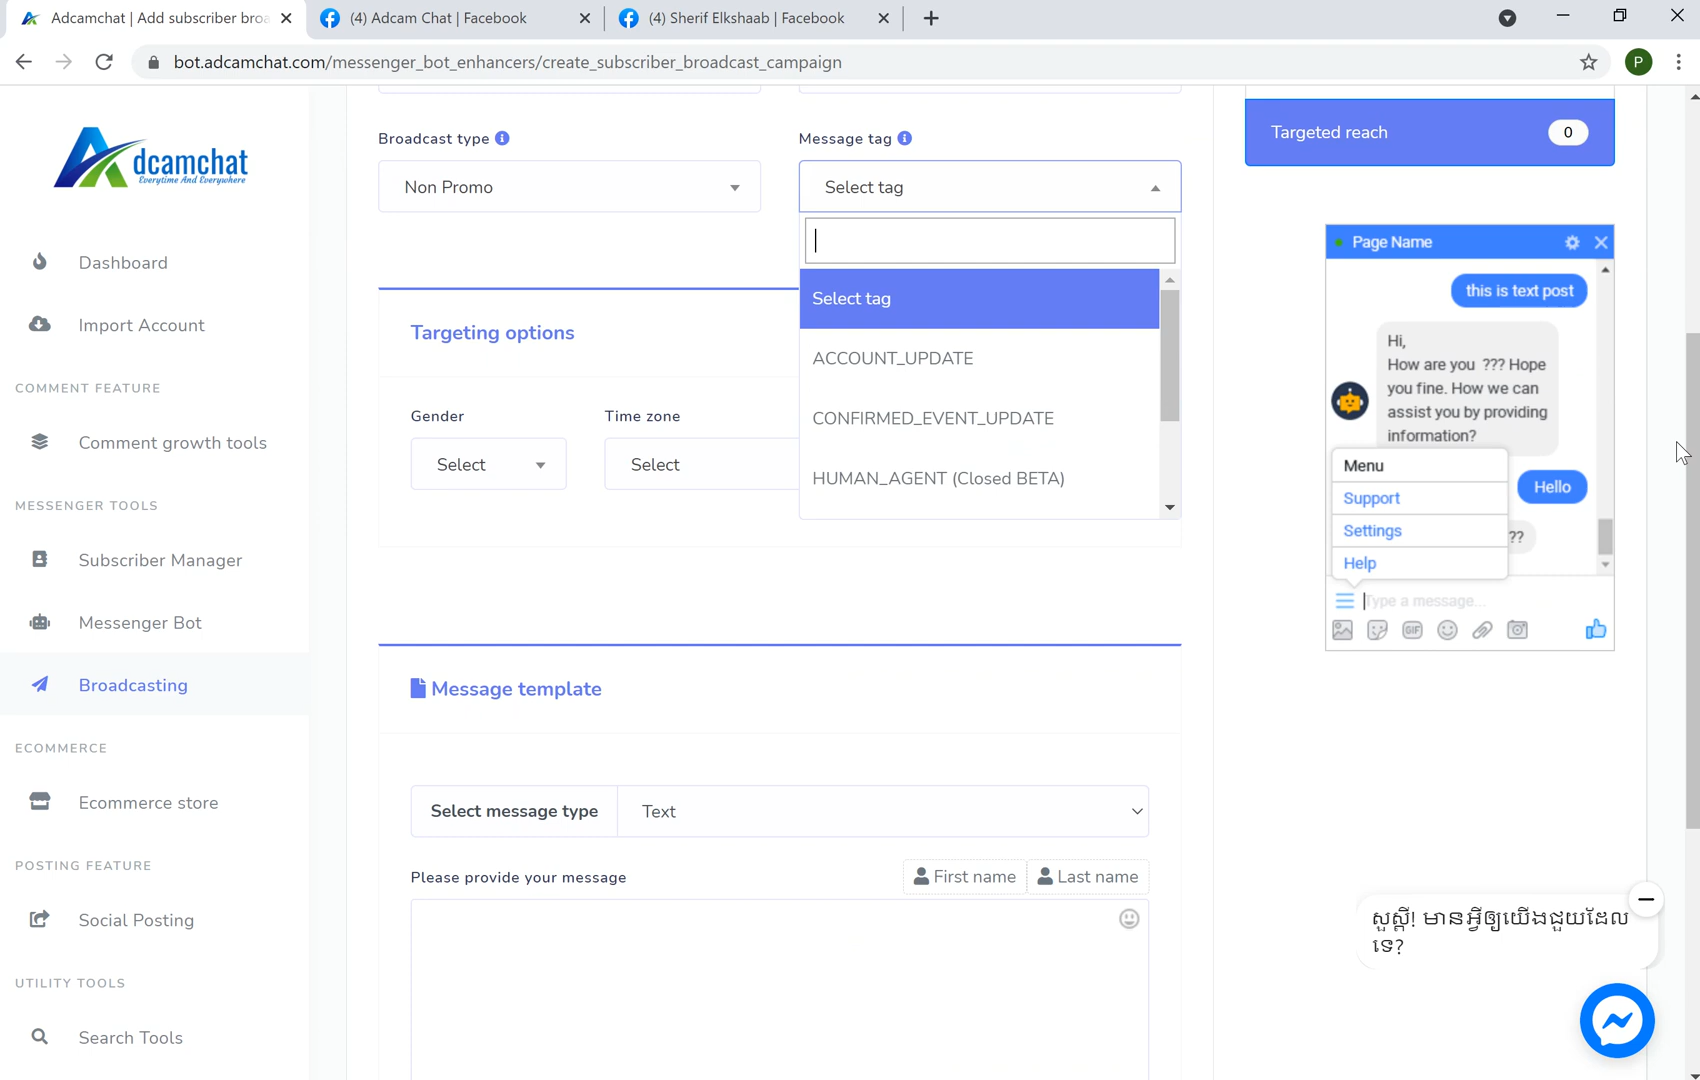 Adcamchat | Add subscriber broa
(4) Adcam Chat | Facebook
(4) Sherif Elkshaab | Facebook
bot.adcamchat.com/messenger_bot_enhancers/create_subscriber_broadcast_campaign
P
Adcamchat
Everytime And Everywhere
Dashboard
Import Account
COMMENT FEATURE
Comment growth tools
MESSENGER TOOLS
Subscriber Manager
Messenger Bot
Broadcasting
ECOMMERCE
Ecommerce store
POSTING FEATURE
Social Posting
UTILITY TOOLS
Search Tools
Broadcast type
Non Promo
Message tag
Select tag
Select tag
ACCOUNT_UPDATE
CONFIRMED_EVENT_UPDATE
HUMAN_AGENT (Closed BETA)
Targeting options
Gender
Select
Time zone
Select
Message template
Select message type
Text
Please provide your message
First name
Last name
Targeted reach
0
Page Name
this is text post
Hi,
How are you ??? Hope
you fine. How we can
assist you by providing
information?
Menu
Support
Settings
Help
Hello
??
Type a message...
GIF
សួស្តី! មានអ្វីឲ្យយើងជួយដែល
ទេ?